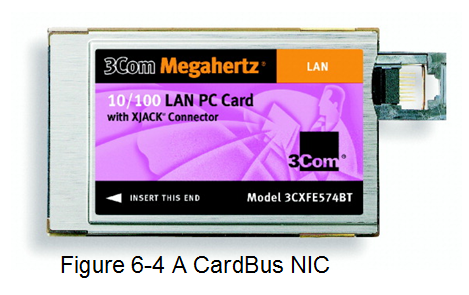 3Com Megahertz® LAN
10/100 LAN PC Card
with XJACK® Connector
3Com®
INSERT THIS END Model 3CXFE574BT
Figure 6-4 A CardBus NIC